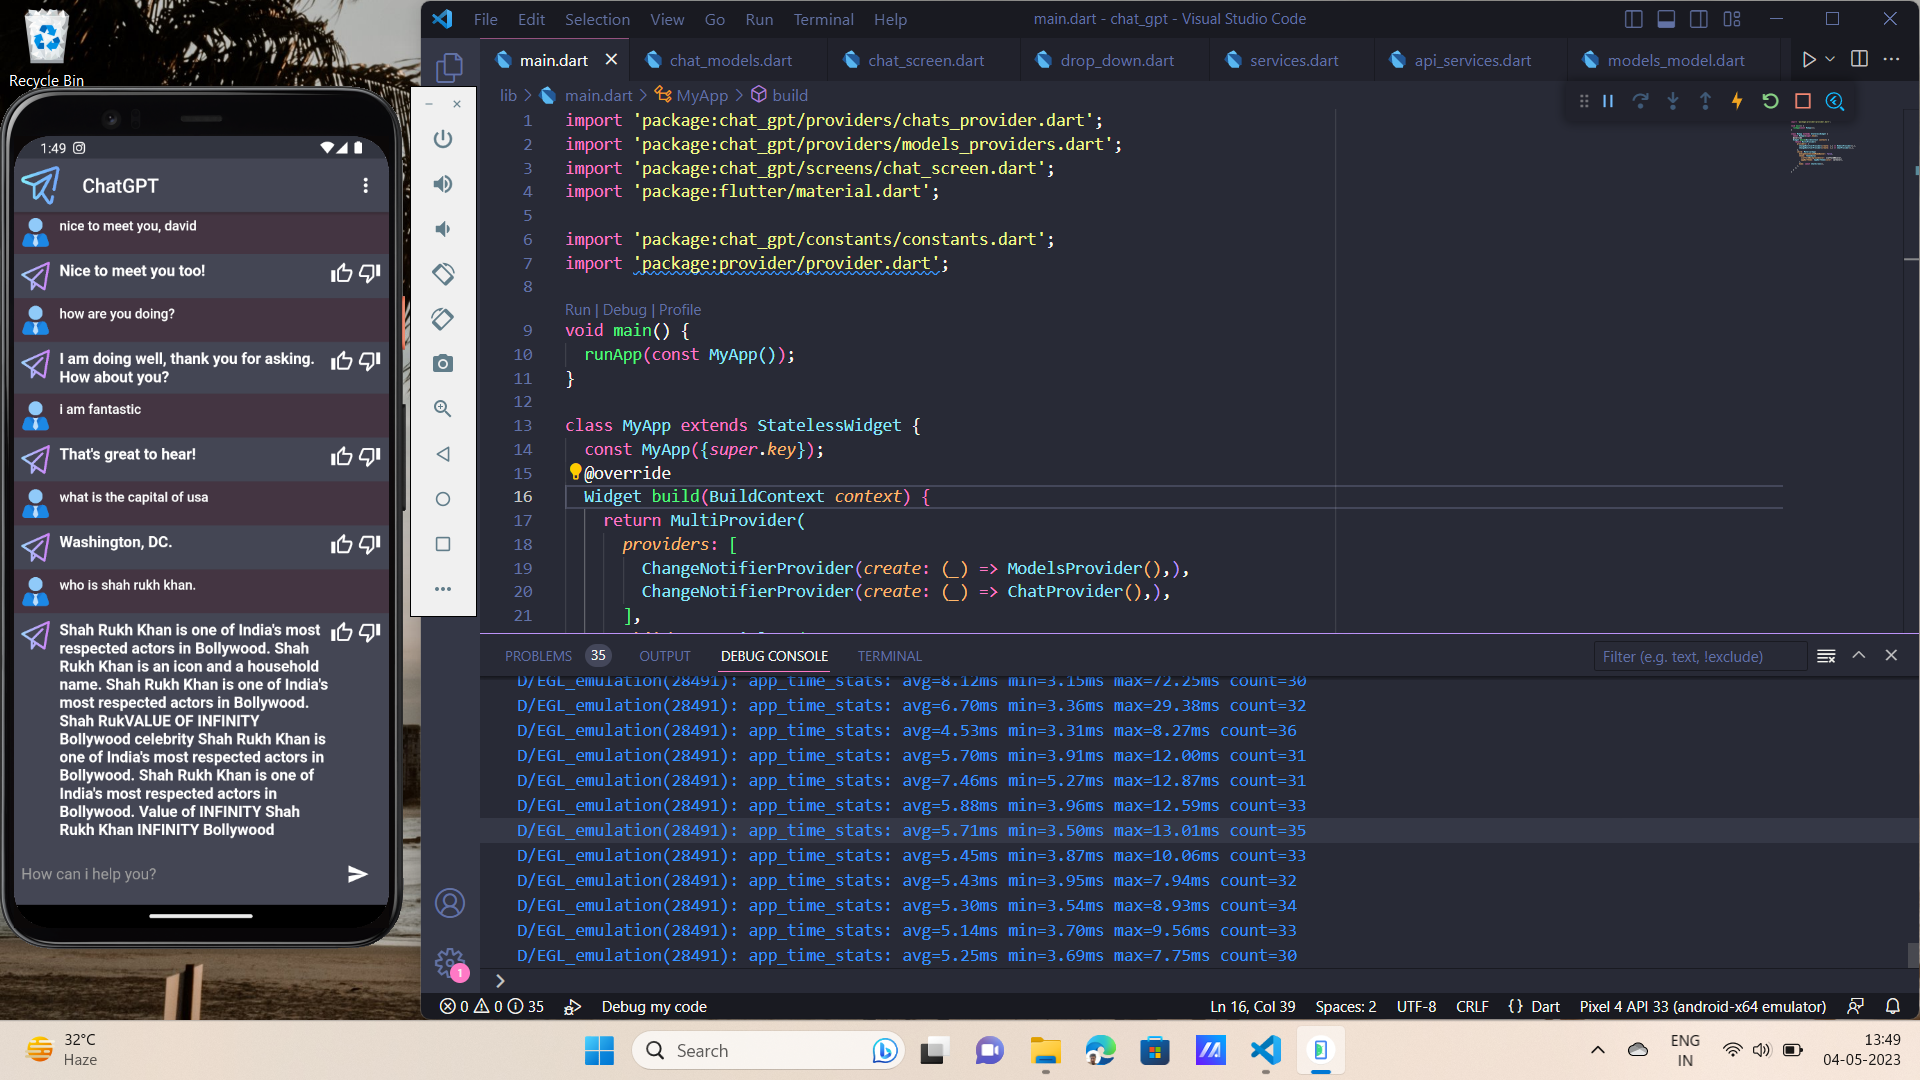 Recycle Bin
1:49
ChatGPT
nice to meet you, david
Nice to meet you too!
how are you doing?
I am doing well, thank you for asking.
How about you?
i am fantastic
That's great to hear!
what is the capital of usa
Washington, DC.
who is shah rukh khan.
Shah Rukh Khan is one of India's most
respected actors in Bollywood. Shah
Rukh Khan is an icon and a household
name. Shah Rukh Khan is one of India's
most respected actors in Bollywood.
Shah RukVALUE OF INFINITY
Bollywood celebrity Shah Rukh Khan is
one of India's most respected actors in
Bollywood. Shah Rukh Khan is one of
India's most respected actors in
Bollywood. Value of INFINITY Shah
Rukh Khan INFINITY Bollywood
How can i help you?
File Edit Selection View Go Run Terminal Help
main.dart - chat_gpt - Visual Studio Code
main.dart chat_models.dart chat_screen.dart drop_down.dart services.dart api_services.dart models_model.dart
lib > main.dart > MyApp > build
1 import 'package:chat_gpt/providers/chats_provider.dart';
2 import 'package:chat_gpt/providers/models_providers.dart';
3 import 'package:chat_gpt/screens/chat_screen.dart';
4 import 'package:flutter/material.dart';
5
6 import 'package:chat_gpt/constants/constants.dart';
7 import 'package:provider/provider.dart';
8
Run | Debug | Profile
9 void main() {
10 runApp(const MyApp());
11 }
12
13 class MyApp extends StatelessWidget {
14 const MyApp({super.key});
15 @override
16 Widget build(BuildContext context) {
17 return MultiProvider(
18 providers: [
19 ChangeNotifierProvider(create: (_) => ModelsProvider(),),
20 ChangeNotifierProvider(create: (_) => ChatProvider(),),
21 ],
PROBLEMS 35 OUTPUT DEBUG CONSOLE TERMINAL
Filter (e.g. text, !exclude)
D/EGL_emulation(28491): app_time_stats: avg=8.12ms min=3.15ms max=72.25ms count=30
D/EGL_emulation(28491): app_time_stats: avg=6.70ms min=3.36ms max=29.38ms count=32
D/EGL_emulation(28491): app_time_stats: avg=4.53ms min=3.31ms max=8.27ms count=36
D/EGL_emulation(28491): app_time_stats: avg=5.70ms min=3.91ms max=12.00ms count=31
D/EGL_emulation(28491): app_time_stats: avg=7.46ms min=5.27ms max=12.87ms count=31
D/EGL_emulation(28491): app_time_stats: avg=5.88ms min=3.96ms max=12.59ms count=33
D/EGL_emulation(28491): app_time_stats: avg=5.71ms min=3.50ms max=13.01ms count=35
D/EGL_emulation(28491): app_time_stats: avg=5.45ms min=3.87ms max=10.06ms count=33
D/EGL_emulation(28491): app_time_stats: avg=5.43ms min=3.95ms max=7.94ms count=32
D/EGL_emulation(28491): app_time_stats: avg=5.30ms min=3.54ms max=8.93ms count=34
D/EGL_emulation(28491): app_time_stats: avg=5.14ms min=3.70ms max=9.56ms count=33
D/EGL_emulation(28491): app_time_stats: avg=5.25ms min=3.69ms max=7.75ms count=30
1
0 0 35 Debug my code
Ln 16, Col 39 Spaces: 2 UTF-8 CRLF {} Dart Pixel 4 API 33 (android-x64 emulator)
32°C
Haze
Search
ENG
IN
13:49
04-05-2023